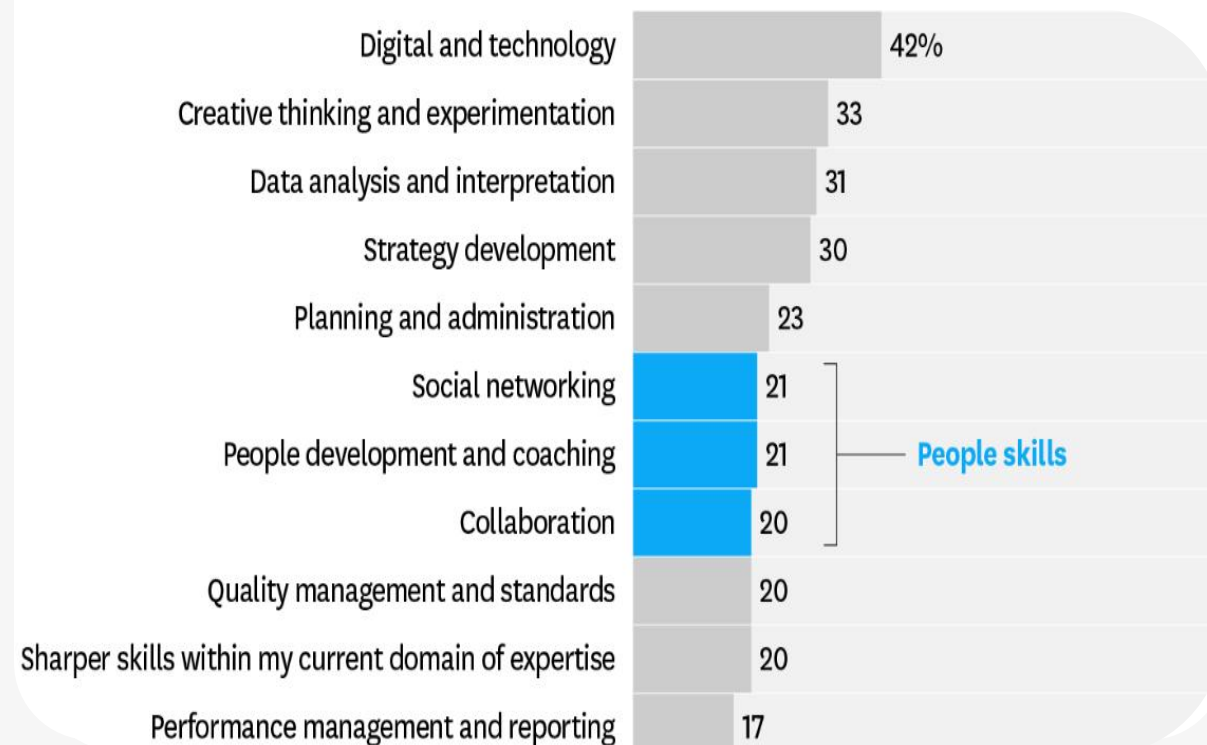 Digital and technology 42%
Creative thinking and experimentation 33
Data analysis and interpretation 31
Strategy development 30
Planning and administration 23
Social networking 21
People development and coaching 21 People skills
Collaboration 20
Quality management and standards 20
Sharper skills within my current domain of expertise 20
Performance management and reporting 17